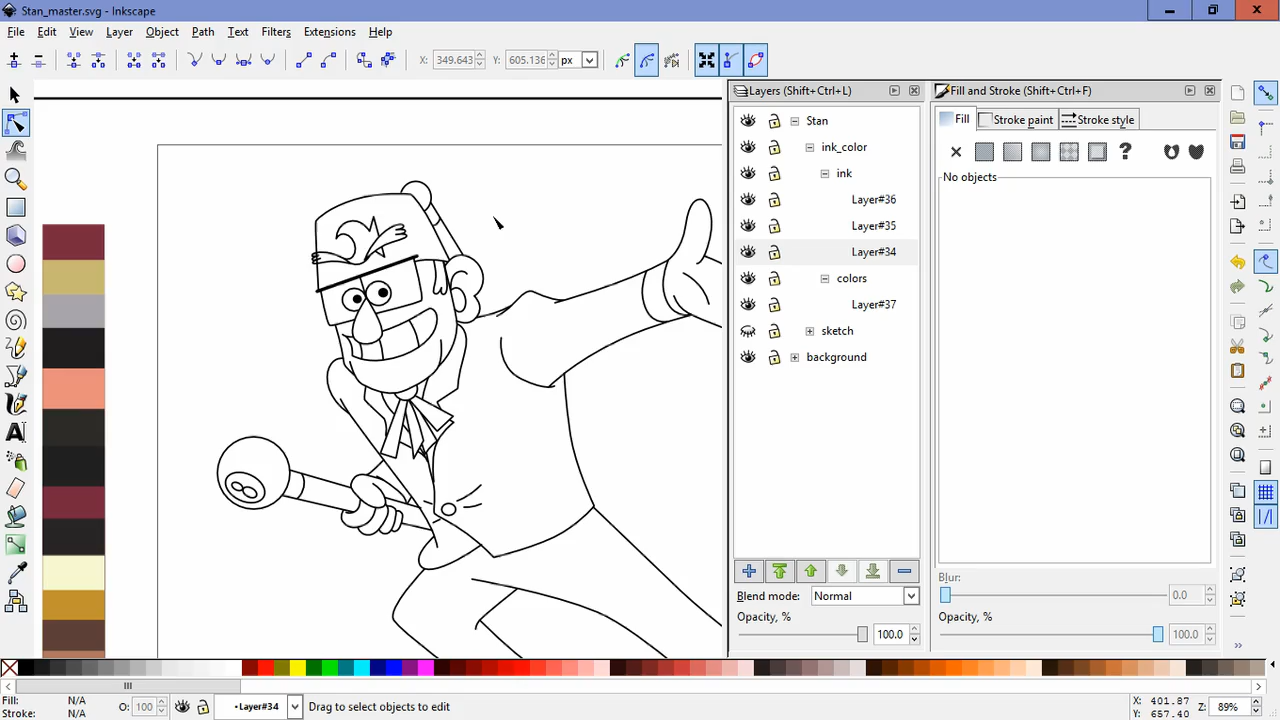 Stan_master.svg - Inkscape
File Edit View Layer Object Path Text Filters Extensions Help
X: 349.643 Y: 605.136 px
Layers (Shift+Ctrl+L)
Fill and Stroke (Shift+Ctrl+F)
Fill Stroke paint Stroke style
Stan
ink_color
ink
Layer#36
Layer#35
Layer#34
colors
Layer#37
sketch
background
No objects
?
Blend mode: Normal
Opacity, %
100.0
Blur:
0.0
Opacity, %
100.0
Fill: N/A
Stroke: N/A
O: 100
•Layer#34
Drag to select objects to edit
X: 401.87
Y: 657.40
Z: 89%